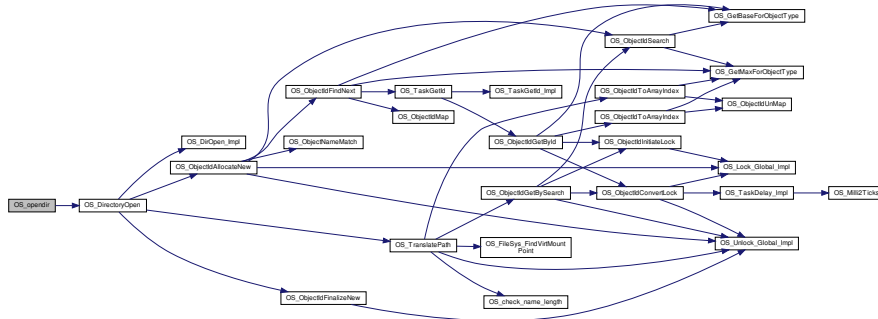 OS_GetBaseForObjectType
OS_ObjectIdSearch
OS_GetMaxForObjectType
OS_ObjectIdFindNext
OS_TaskGetId
OS_TaskGetId_Impl
OS_ObjectIdToArrayIndex
OS_ObjectIdUnMap
OS_ObjectIdMap
OS_ObjectIdToArrayIndex
OS_DirOpen_Impl
OS_ObjectNameMatch
OS_ObjectIdGetById
OS_ObjectIdInitiateLock
OS_ObjectIdAllocateNew
OS_Lock_Global_Impl
OS_ObjectIdGetBySearch
OS_ObjectIdConvertLock
OS_TaskDelay_Impl
OS_Milli2Ticks
OS_opendir
OS_DirectoryOpen
OS_TranslatePath
OS_FileSys_FindVirtMount
Point
OS_Unlock_Global_Impl
OS_ObjectIdFinalizeNew
OS_check_name_length